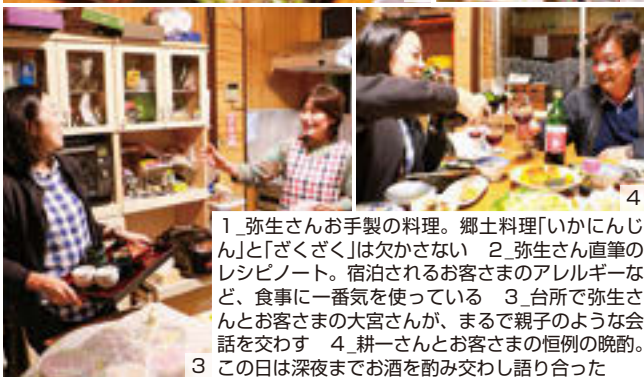 4
1_弥生さんお手製の料理。郷土料理「いかにんじ
ん」と「ざくざく」は欠かさない　2_弥生さん直筆の
レシピノート。宿泊されるお客さまのアレルギーな
ど、食事に一番気を使っている　3_台所で弥生さ
んとお客さまの大宮さんが、まるで親子のような会
話を交わす　4_耕一さんとお客さまの恒例の晩酌。
3 この日は深夜までお酒を酌み交わし語り合った